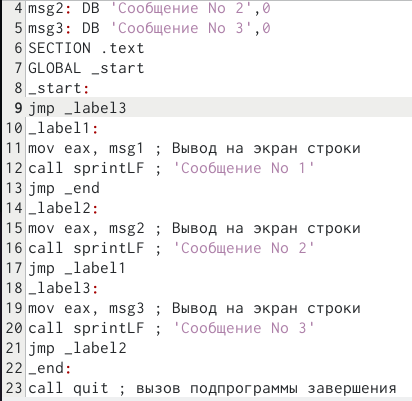 4 msg2: DB 'Сообщение No 2',0
5 msg3: DB 'Сообщение No 3',0
6 SECTION .text
7 GLOBAL _start
8 _start:
9 jmp _label3
10 _label1:
11 mov eax, msg1 ; Вывод на экран строки
12 call sprintLF ; 'Сообщение No 1'
13 jmp _end
14 _label2:
15 mov eax, msg2 ; Вывод на экран строки
16 call sprintLF ; 'Сообщение No 2'
17 jmp _label1
18 _label3:
19 mov eax, msg3 ; Вывод на экран строки
20 call sprintLF ; 'Сообщение No 3'
21 jmp _label2
22 _end:
23 call quit ; вызов подпрограммы завершения